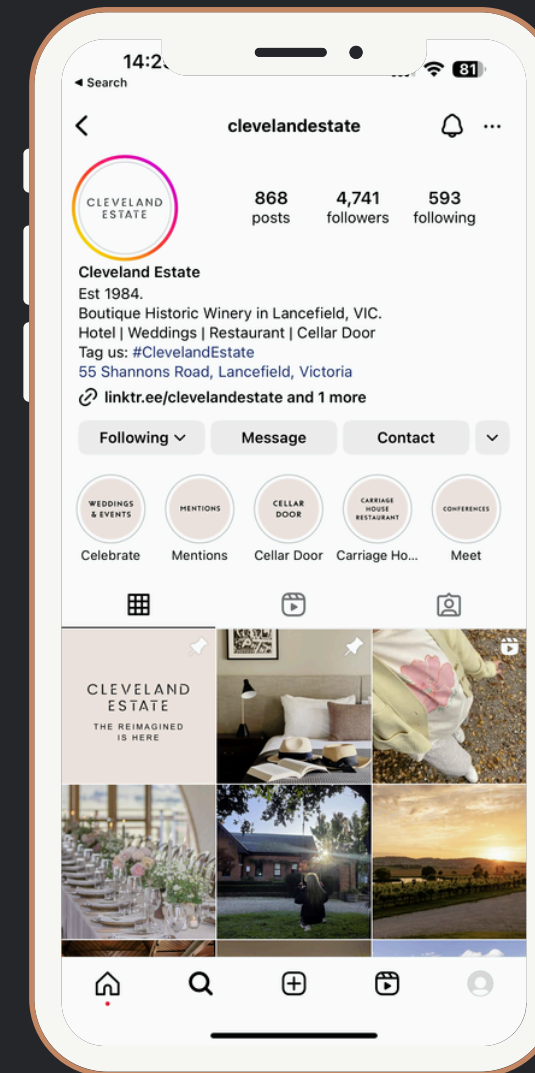 14:2
81
◄ Search
clevelandestate
CLEVELAND
ESTATE
868
posts
4,741
followers
593
following
Cleveland Estate
Est 1984.
Boutique Historic Winery in Lancefield, VIC.
Hotel | Weddings | Restaurant | Cellar Door
Tag us: #ClevelandEstate
55 Shannons Road, Lancefield, Victoria
linktr.ee/clevelandestate and 1 more
Following
Message
Contact
WEDDINGS
& EVENTS
MENTIONS
CELLAR
DOOR
CARRIAGE
HOUSE
RESTAURANT
CONFERENCES
Celebrate
Mentions
Cellar Door
Carriage Ho...
Meet
CLEVELAND
ESTATE
THE REIMAGINED
IS HERE